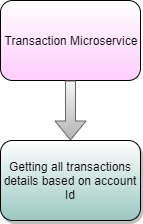 Transaction Microservice
Getting all transactions
details based on account
Id